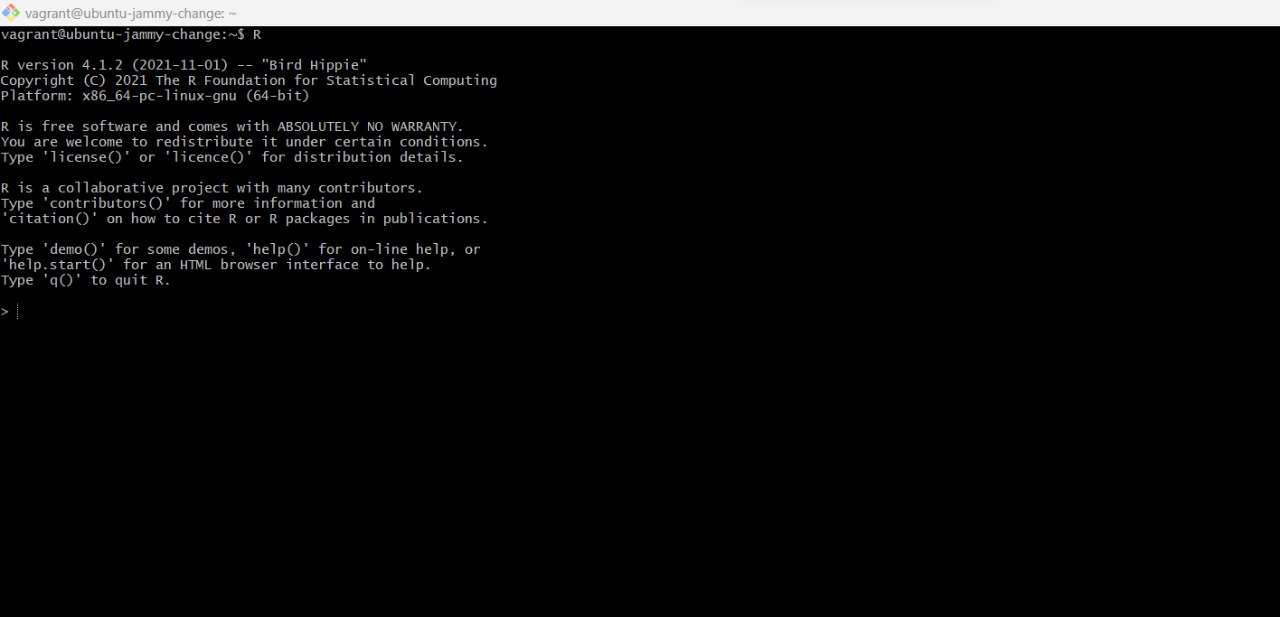 vagrant@ubuntu-jammy-change: ~
vagrant@ubuntu-jammy-change:~$ R
R version 4.1.2 (2021-11-01) -- "Bird Hippie"
Copyright (C) 2021 The R Foundation for Statistical Computing
Platform: x86_64-pc-linux-gnu (64-bit)
R is free software and comes with ABSOLUTELY NO WARRANTY.
You are welcome to redistribute it under certain conditions.
Type 'license()' or 'licence()' for distribution details.
R is a collaborative project with many contributors.
Type 'contributors()' for more information and
'citation()' on how to cite R or R packages in publications.
Type 'demo()' for some demos, 'help()' for on-line help, or
'help.start()' for an HTML browser interface to help.
Type 'q()' to quit R.
>